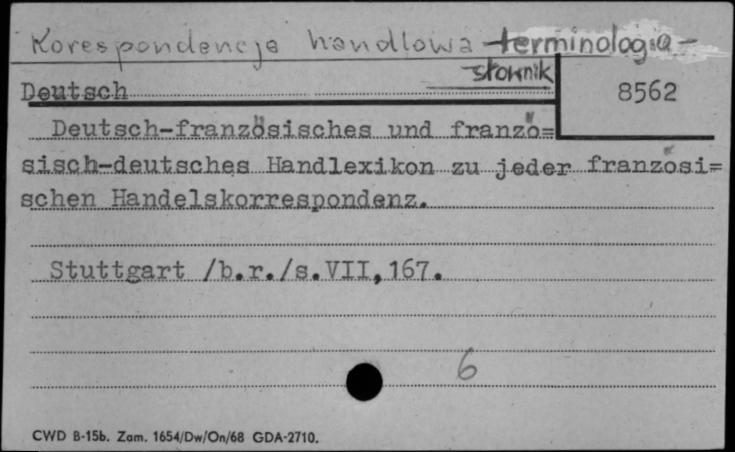 Korespondencja handlowa - terminologia -
słownik
8562
Deutsch
Deutsch-französisches und franzö=
sisch-deutsches Handlexikon zu jeder französi=
schen Handelskorrespondenz.
Stuttgart /b.r./s.VII,167.
6
CWD B-15b. Zam. 1654/Dw/On/68 GDA-2710.